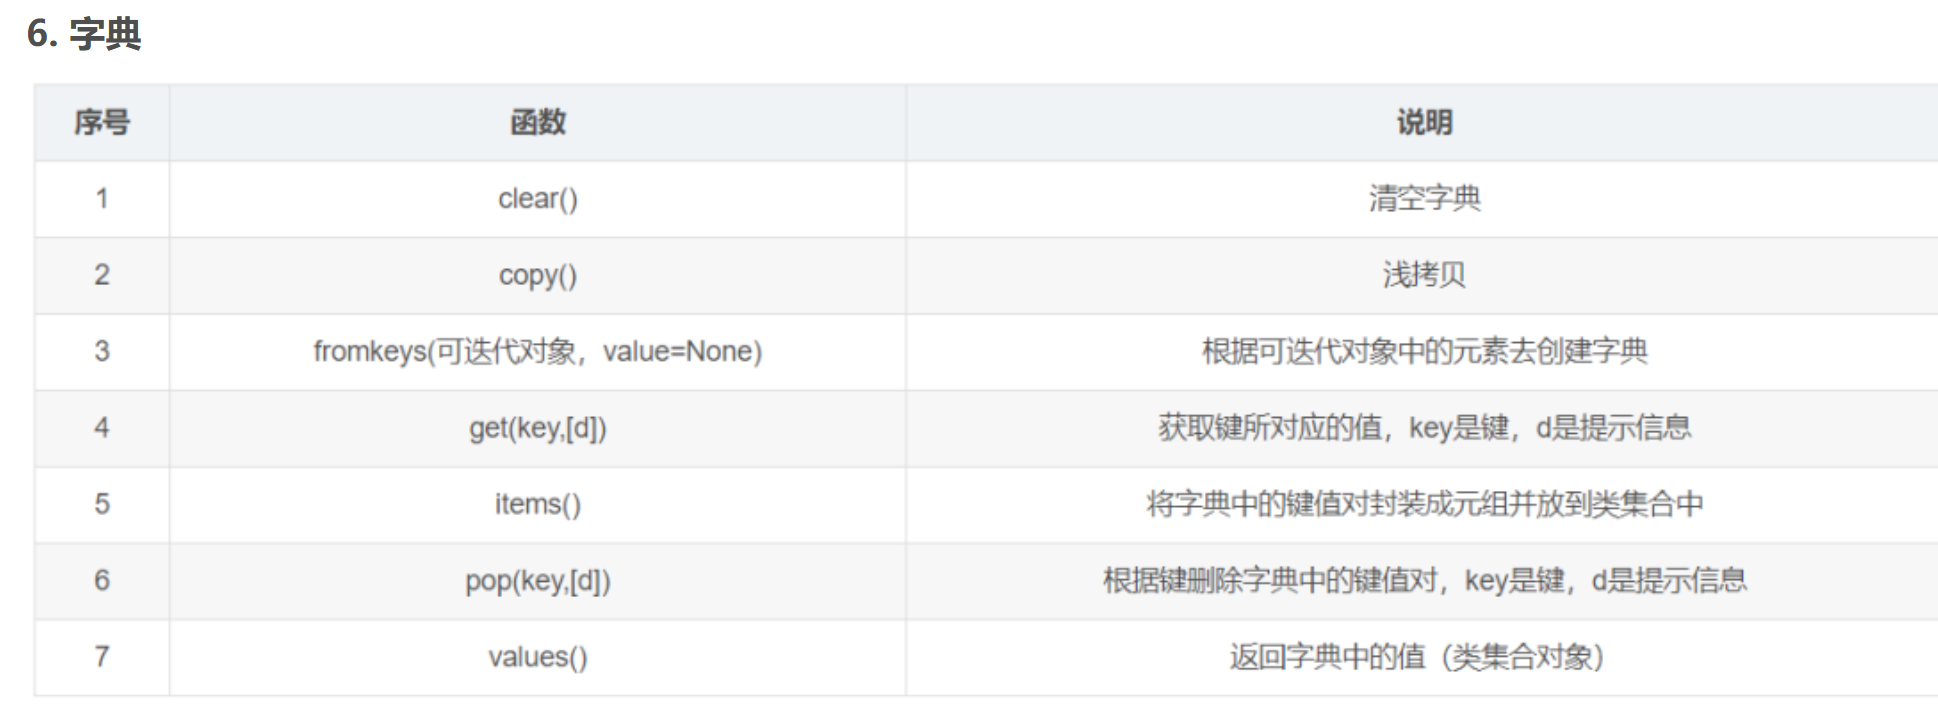 6. 字典
序号 函数 说明
1 clear() 清空字典
2 copy() 浅拷贝
3 fromkeys(可迭代对象，value=None) 根据可迭代对象中的元素去创建字典
4 get(key,[d]) 获取键所对应的值，key是键，d是提示信息
5 items() 将字典中的键值对封装成元组并放到类集合中
6 pop(key,[d]) 根据键删除字典中的键值对，key是键，d是提示信息
7 values() 返回字典中的值（类集合对象）